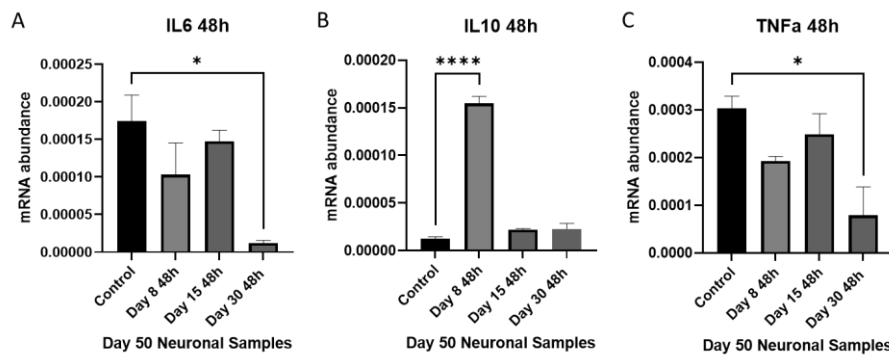 A
IL6 48h
*
mRNA abundance
0.00025
0.00020
0.00015
0.00010
0.00005
0.00000
Control
Day 8 48h
Day 15 48h
Day 30 48h
Day 50 Neuronal Samples
B
IL10 48h
****
mRNA abundance
0.00020
0.00015
0.00010
0.00005
0.00000
Control
Day 8 48h
Day 15 48h
Day 30 48h
Day 50 Neuronal Samples
C
TNFa 48h
*
mRNA abundance
0.0004
0.0003
0.0002
0.0001
0.0000
Control
Day 8 48h
Day 15 48h
Day 30 48h
Day 50 Neuronal Samples